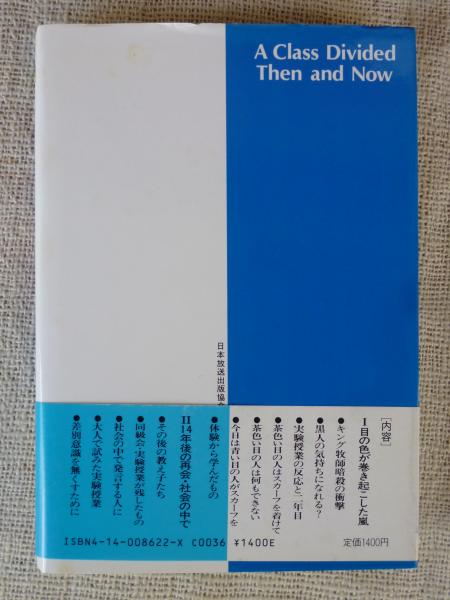 A Class Divided
Then and Now
日本放送出版協会
[内容]
I 目の色が巻き起こした嵐
●キング牧師暗殺の衝撃
●黒人の気持ちになれる?
●実験授業の反応と二年目
●茶色い目の人はスカーフを着けて
●茶色い目の人は何もできない
●今日は青い目の人がスカーフを
●体験から学んだもの
II 14年後の再会・社会の中で
●その後の教え子たち
●同級会・実験授業が残したもの
●社会の中で発言する人に
●大人で試みた実験授業
●差別意識を無くすために
ISBN4-14-008622-X C0036 ¥1400E
定価1400円